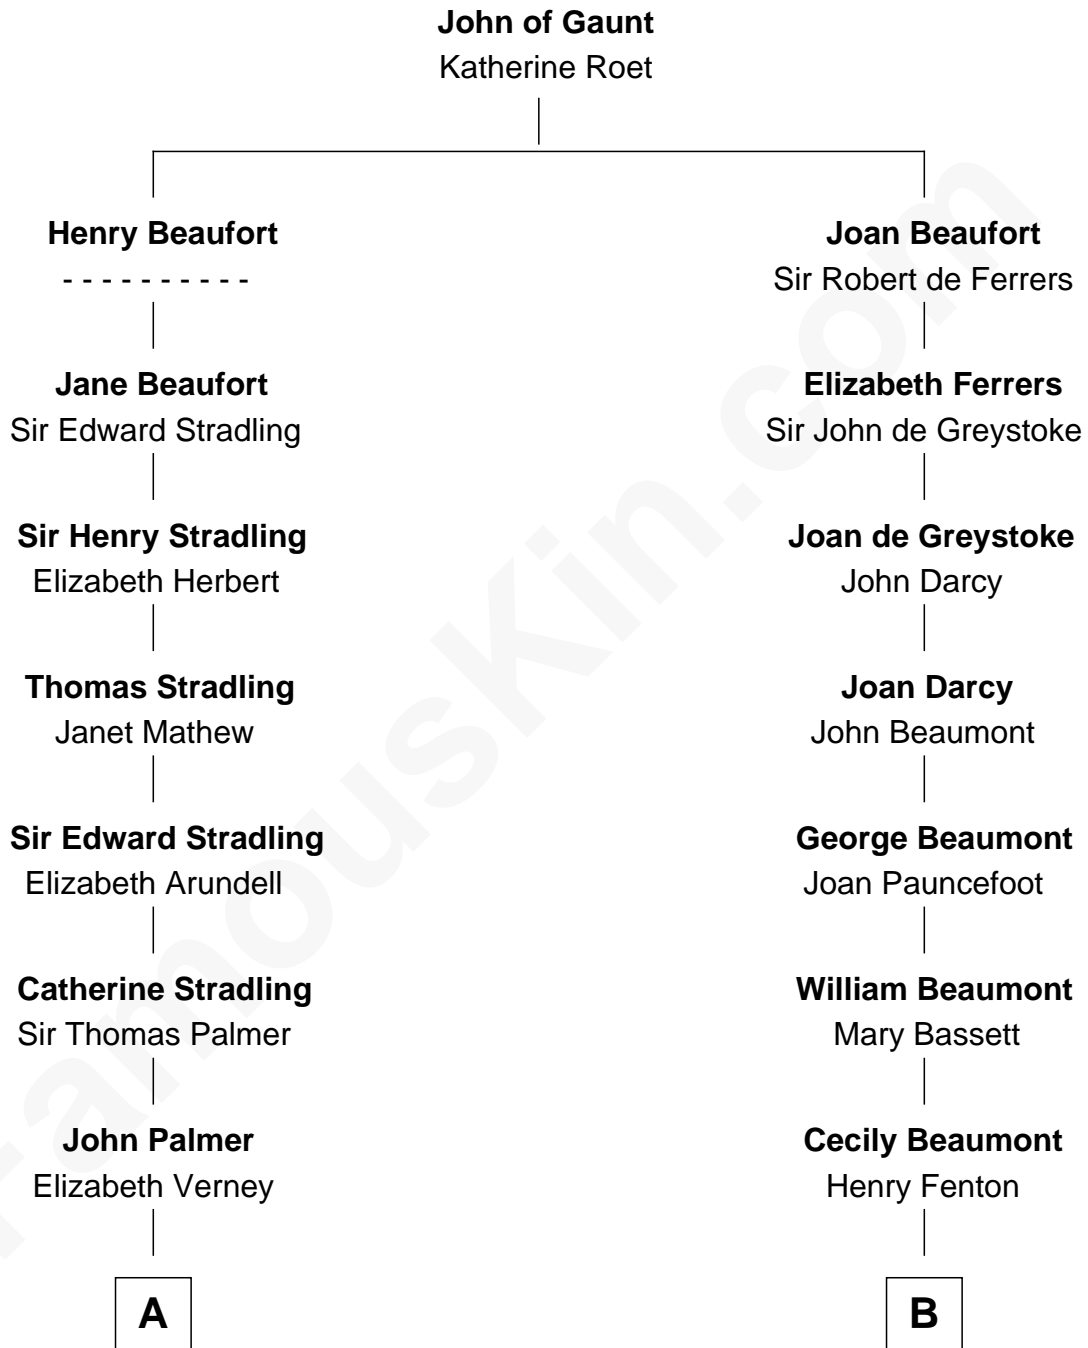 John of Gaunt
Katherine Roet
Henry Beaufort
- - - - - - - - - -
Joan Beaufort
Sir Robert de Ferrers
Jane Beaufort
Sir Edward Stradling
Elizabeth Ferrers
Sir John de Greystoke
Sir Henry Stradling
Elizabeth Herbert
Joan de Greystoke
John Darcy
Thomas Stradling
Janet Mathew
Joan Darcy
John Beaumont
Sir Edward Stradling
Elizabeth Arundell
George Beaumont
Joan Pauncefoot
Catherine Stradling
Sir Thomas Palmer
William Beaumont
Mary Bassett
John Palmer
Elizabeth Verney
Cecily Beaumont
Henry Fenton
A
B
FamousKin.com